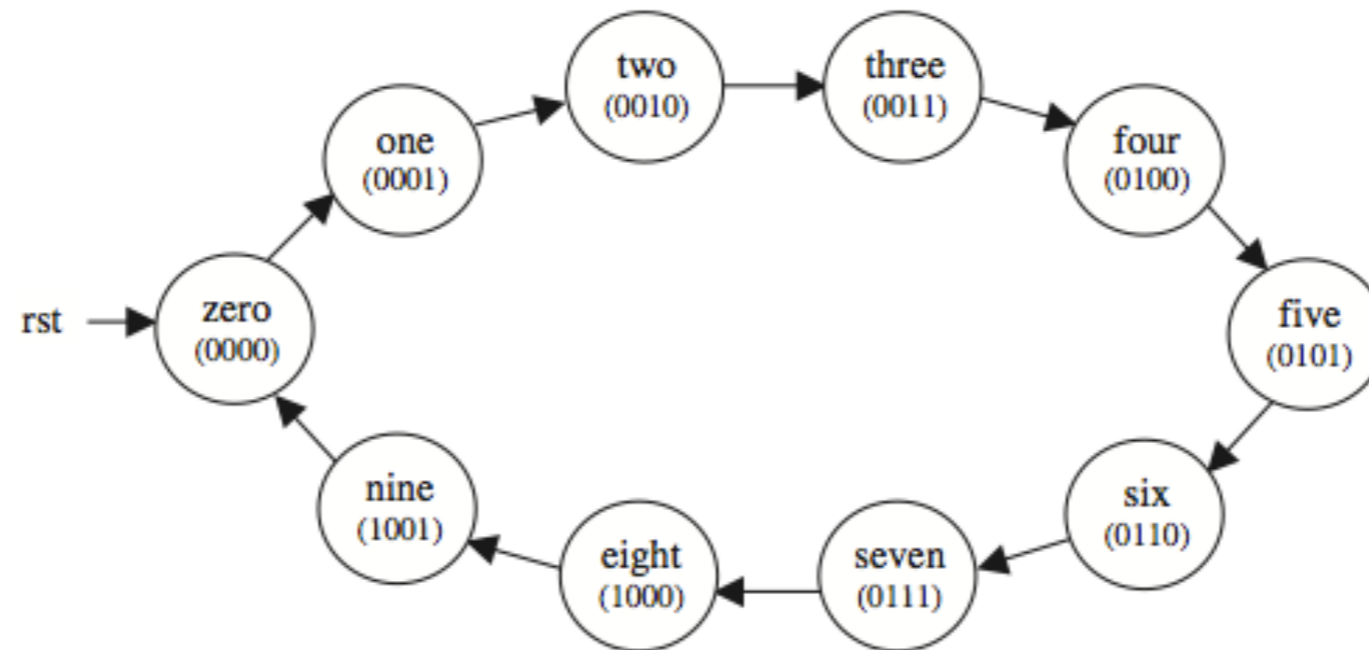 rst
zero
(0000)
one
(0001)
two
(0010)
three
(0011)
four
(0100)
five
(0101)
six
(0110)
seven
(0111)
eight
(1000)
nine
(1001)